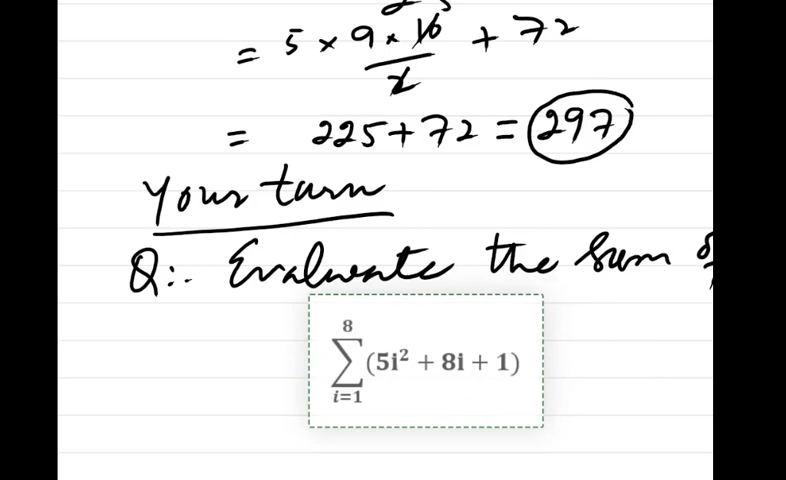 = 5 × 9 × 10 / 2 + 72
= 225 + 72 = 297
Your turn
Q:- Evaluate the sum of
8
∑ (5i² + 8i + 1)
i=1